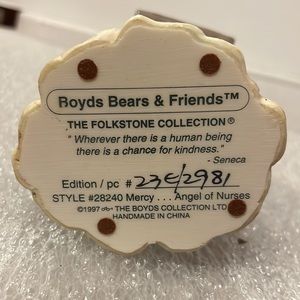 Boyds Bears & Friends™
THE FOLKSTONE COLLECTION®
" Wherever there is a human being
there is a chance for kindness."
- Seneca
Edition / pc # 23E/2981
STYLE #28240 Mercy . . . Angel of Nurses
©1997 THE BOYDS COLLECTION LTD
HANDMADE IN CHINA